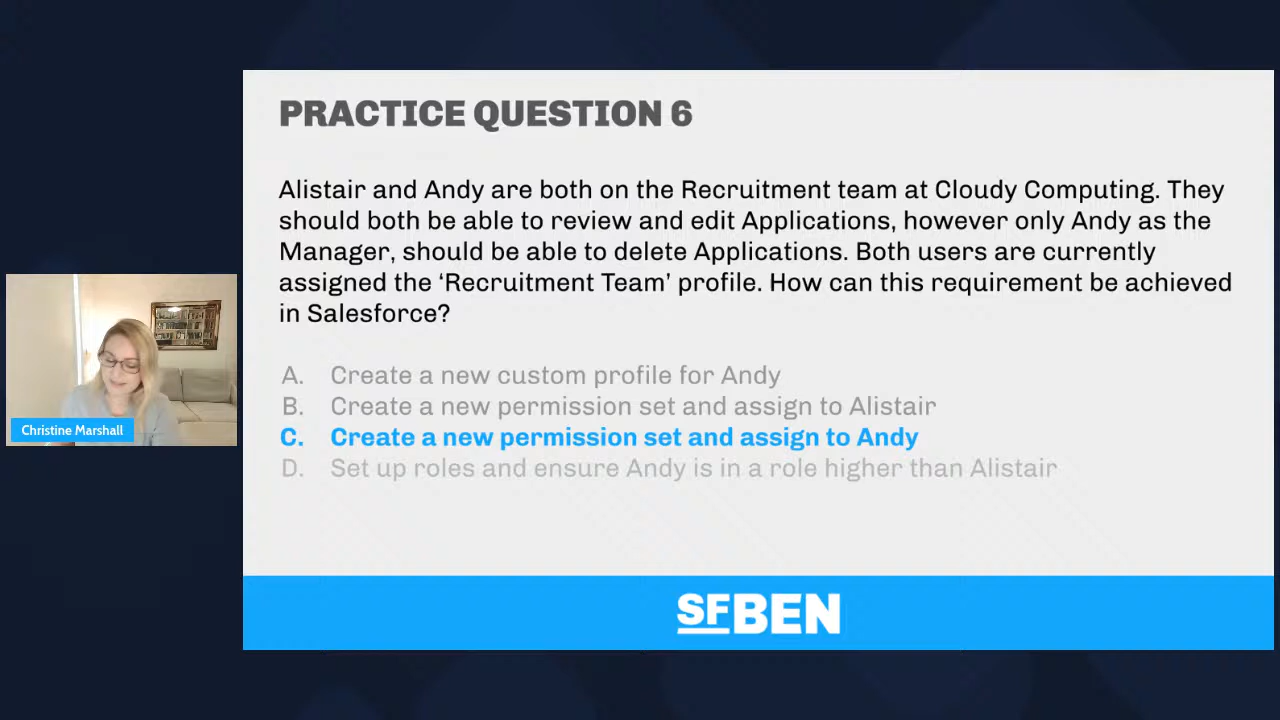 PRACTICE QUESTION 6
Alistair and Andy are both on the Recruitment team at Cloudy Computing. They
should both be able to review and edit Applications, however only Andy as the
Manager, should be able to delete Applications. Both users are currently
assigned the ‘Recruitment Team’ profile. How can this requirement be achieved
in Salesforce?
A. Create a new custom profile for Andy
B. Create a new permission set and assign to Alistair
C. Create a new permission set and assign to Andy
D. Set up roles and ensure Andy is in a role higher than Alistair
Christine Marshall
SFBEN